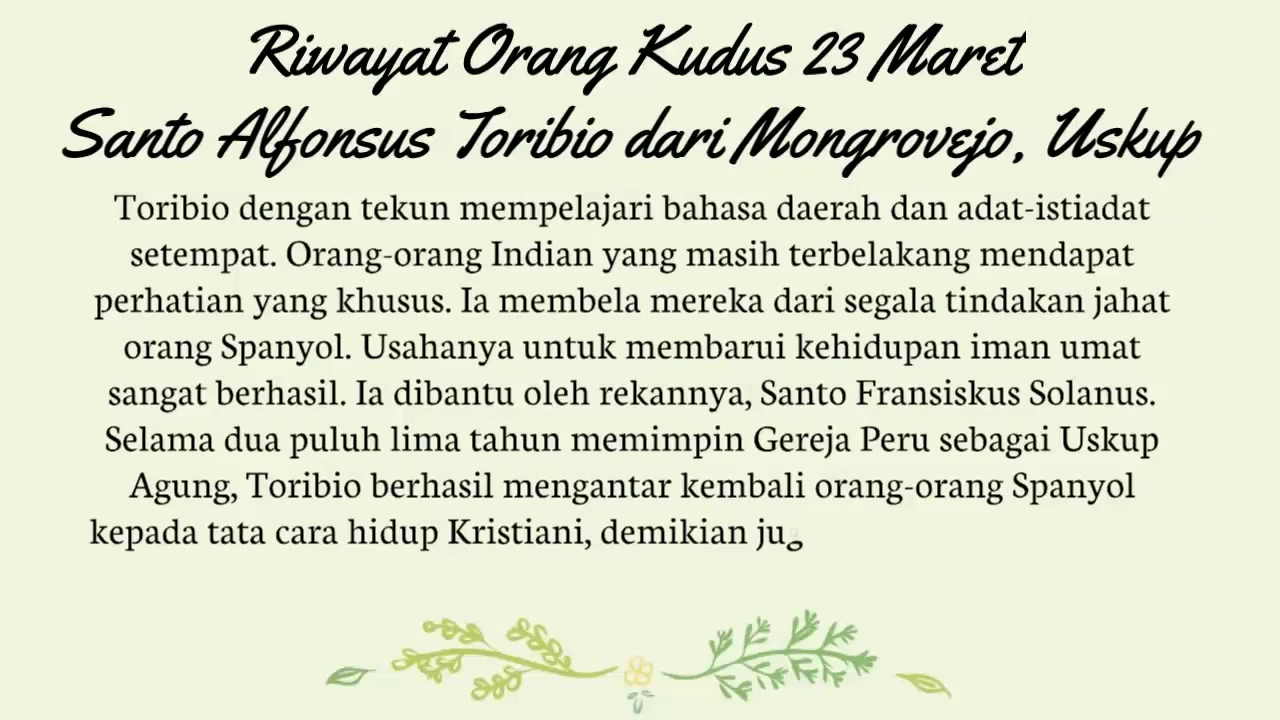 Riwayat Orang Kudus 23 Maret
Santo Alfonsus Toribio dari Mongrovejo, Uskup
Toribio dengan tekun mempelajari bahasa daerah dan adat-istiadat
setempat. Orang-orang Indian yang masih terbelakang mendapat
perhatian yang khusus. Ia membela mereka dari segala tindakan jahat
orang Spanyol. Usahanya untuk membarui kehidupan iman umat
sangat berhasil. Ia dibantu oleh rekannya, Santo Fransiskus Solanus.
Selama dua puluh lima tahun memimpin Gereja Peru sebagai Uskup
Agung, Toribio berhasil mengantar kembali orang-orang Spanyol
kepada tata cara hidup Kristiani, demikian jug